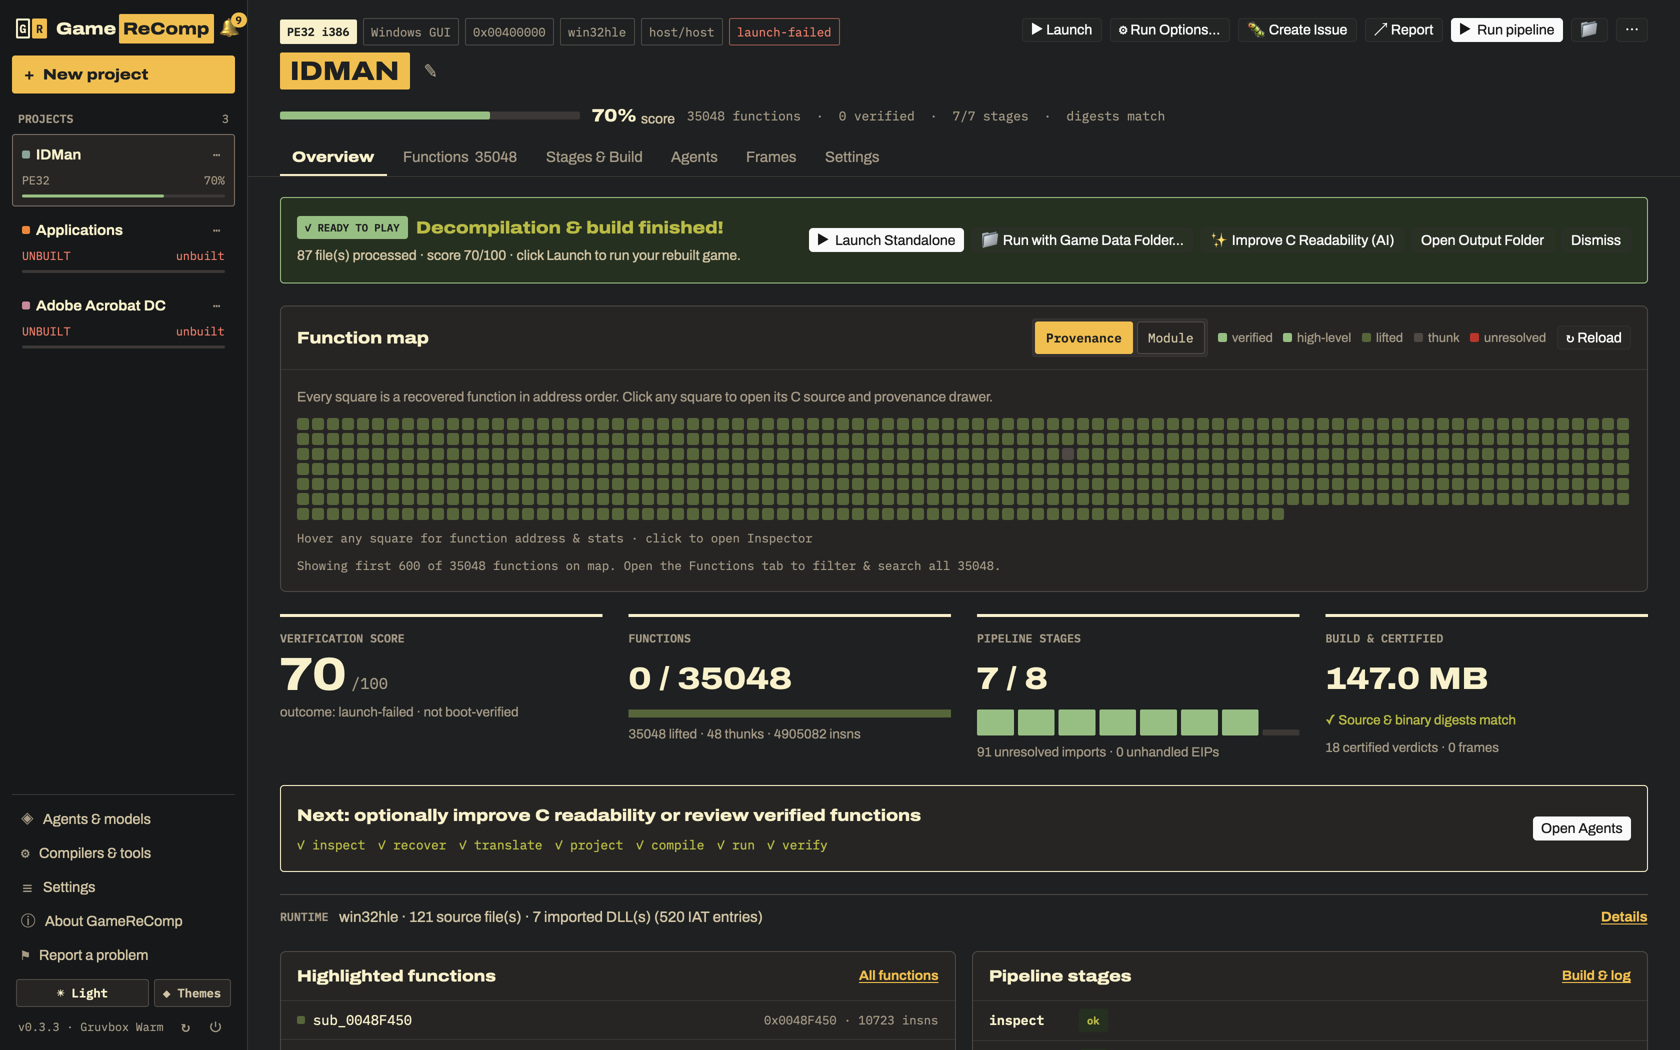 GR Game ReComp 9
+ New project
PROJECTS 3
IDMan ...
PE32 70%
Applications ...
UNBUILT unbuilt
Adobe Acrobat DC ...
UNBUILT unbuilt
Agents & models
Compilers & tools
Settings
About GameReComp
Report a problem
☀ Light ◆ Themes
v0.3.3 · Gruvbox Warm ↻
PE32 i386 Windows GUI 0x00400000 win32hle host/host launch-failed
▶ Launch ⚙ Run Options... 🐛 Create Issue ↗ Report ▶ Run pipeline ...
IDMAN ✎
70% score 35048 functions · 0 verified · 7/7 stages · digests match
Overview Functions 35048 Stages & Build Agents Frames Settings
✓ READY TO PLAY Decompilation & build finished!
87 file(s) processed · score 70/100 · click Launch to run your rebuilt game.
▶ Launch Standalone Run with Game Data Folder... ✨ Improve C Readability (AI) Open Output Folder Dismiss
Function map
Provenance Module verified high-level lifted thunk unresolved ↻ Reload
Every square is a recovered function in address order. Click any square to open its C source and provenance drawer.
Hover any square for function address & stats · click to open Inspector
Showing first 600 of 35048 functions on map. Open the Functions tab to filter & search all 35048.
VERIFICATION SCORE
70 /100
outcome: launch-failed · not boot-verified
FUNCTIONS
0 / 35048
35048 lifted · 48 thunks · 4905082 insns
PIPELINE STAGES
7 / 8
91 unresolved imports · 0 unhandled EIPs
BUILD & CERTIFIED
147.0 MB
✓ Source & binary digests match
18 certified verdicts · 0 frames
Next: optionally improve C readability or review verified functions
✓ inspect ✓ recover ✓ translate ✓ project ✓ compile ✓ run ✓ verify
Open Agents
RUNTIME win32hle · 121 source file(s) · 7 imported DLL(s) (520 IAT entries) Details
Highlighted functions All functions
sub_0048F450 0x0048F450 · 10723 insns
Pipeline stages Build & log
inspect ok